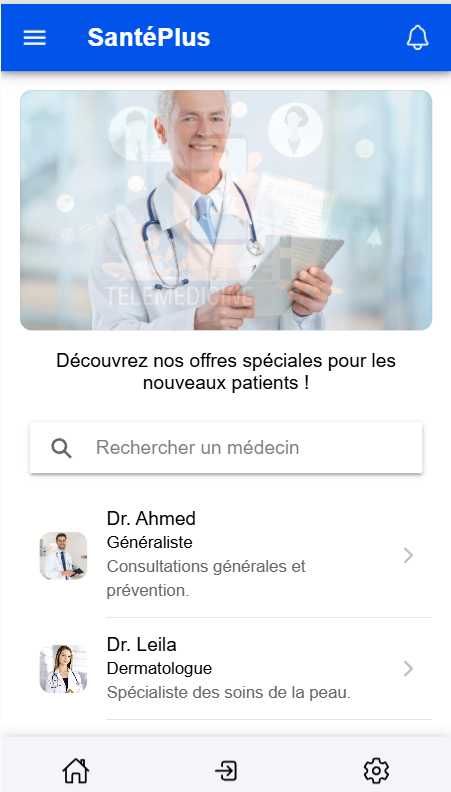 SantéPlus
TELEMEDICINE
Découvrez nos offres spéciales pour les
nouveaux patients !
Rechercher un médecin
Dr. Ahmed
Généraliste
Consultations générales et
prévention.
Dr. Leila
Dermatologue
Spécialiste des soins de la peau.